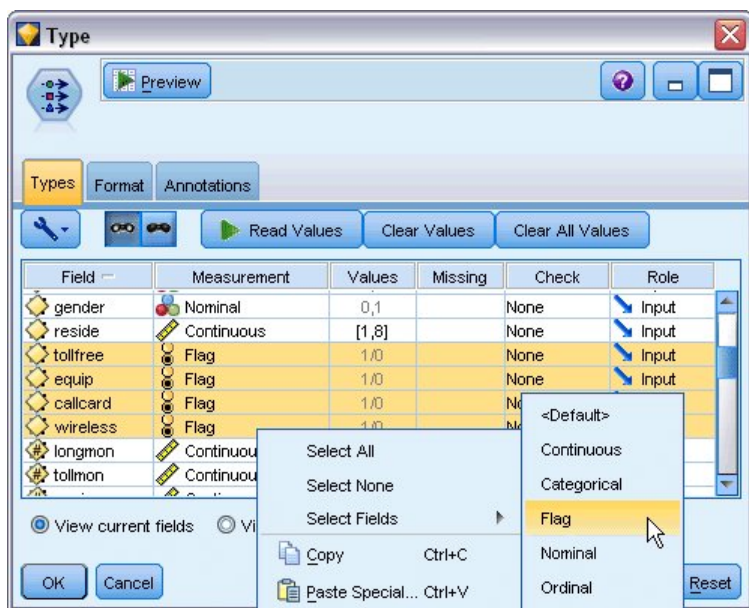 Type
Preview
Types Format Annotations
Read Values Clear Values Clear All Values
Field Measurement Values Missing Check Role
gender Nominal 0,1 None Input
reside Continuous [1,8] None Input
tollfree Flag 1/0 None Input
equip Flag 1/0 None Input
callcard Flag 1/0
wireless Flag 1/0
longmon
tollmon
Select All
Select None
Select Fields
Copy Ctrl+C
Paste Special... Ctrl+V
<Default>
Continuous
Categorical
Flag
Nominal
Ordinal
View current fields
OK Cancel Reset